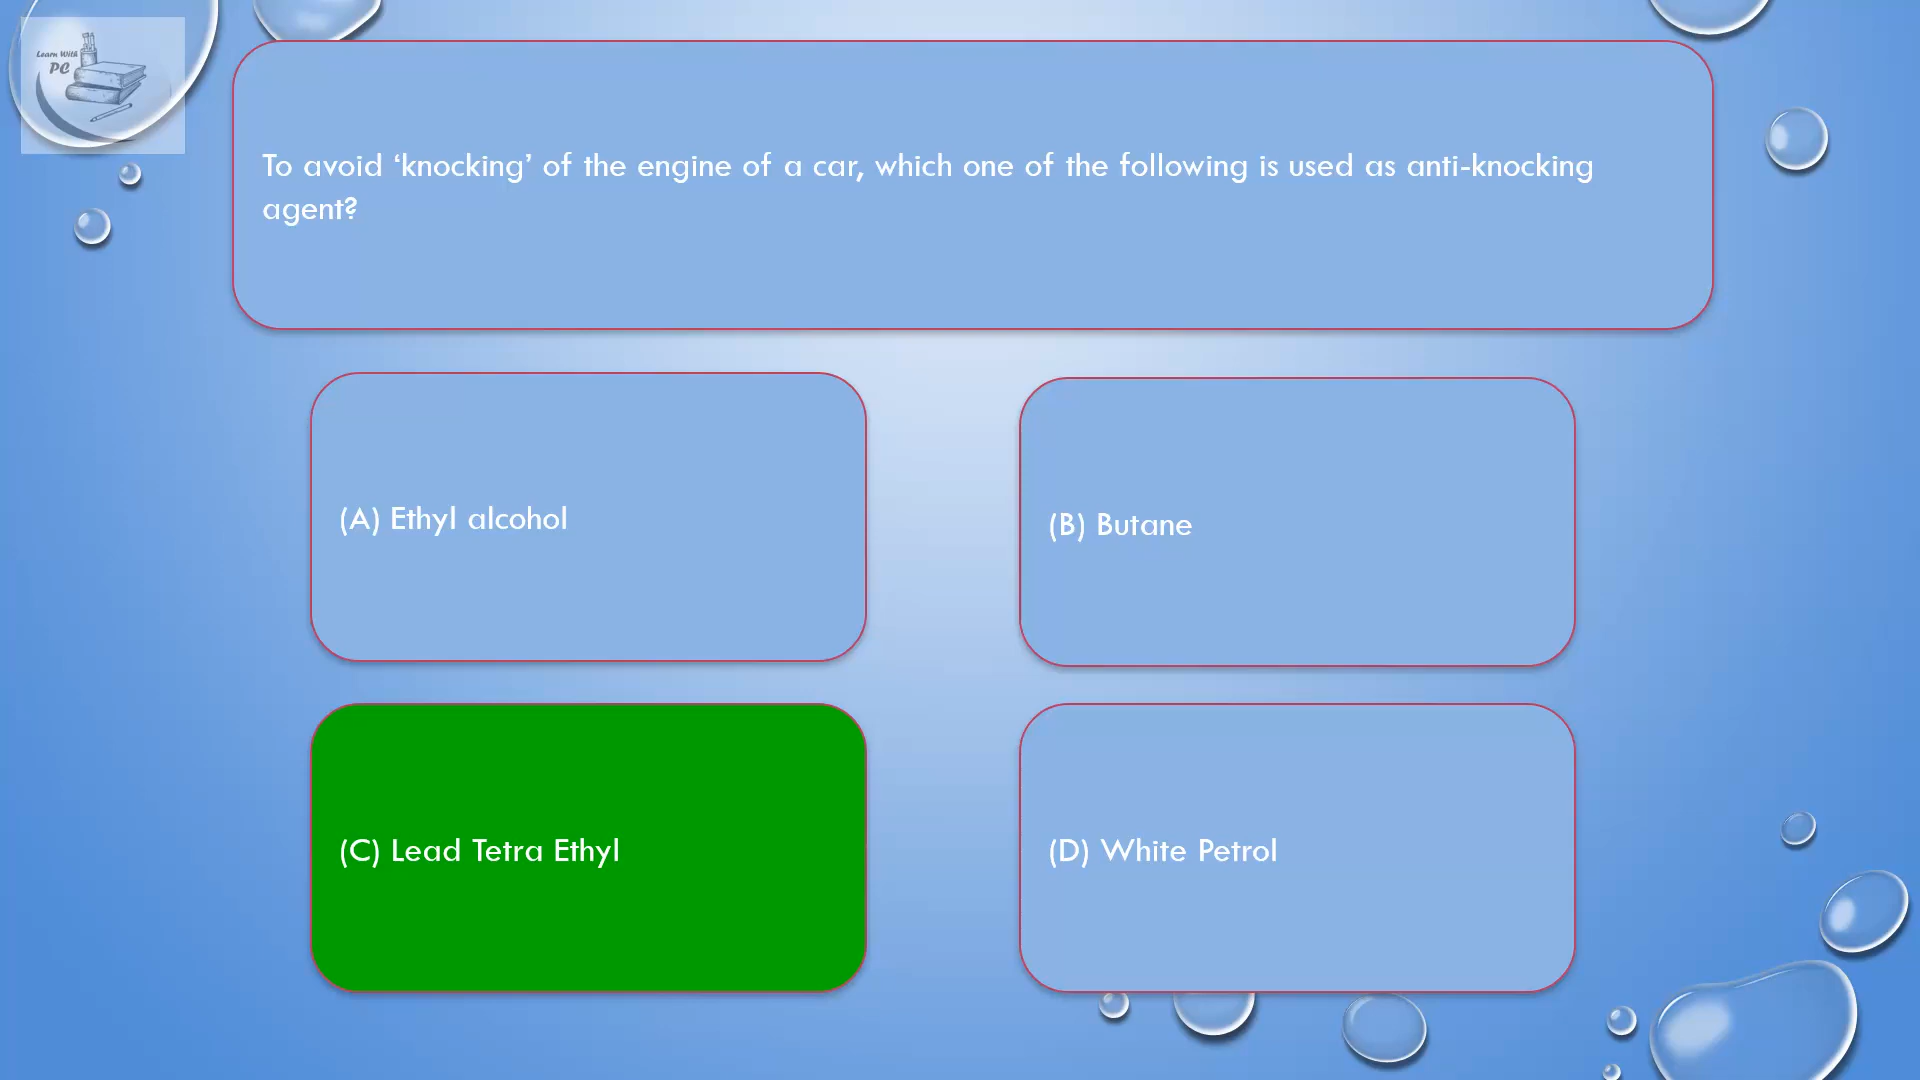 Learn With
PC
To avoid ‘knocking’ of the engine of a car, which one of the following is used as anti-knocking
agent?
(A) Ethyl alcohol
(B) Butane
(C) Lead Tetra Ethyl
(D) White Petrol